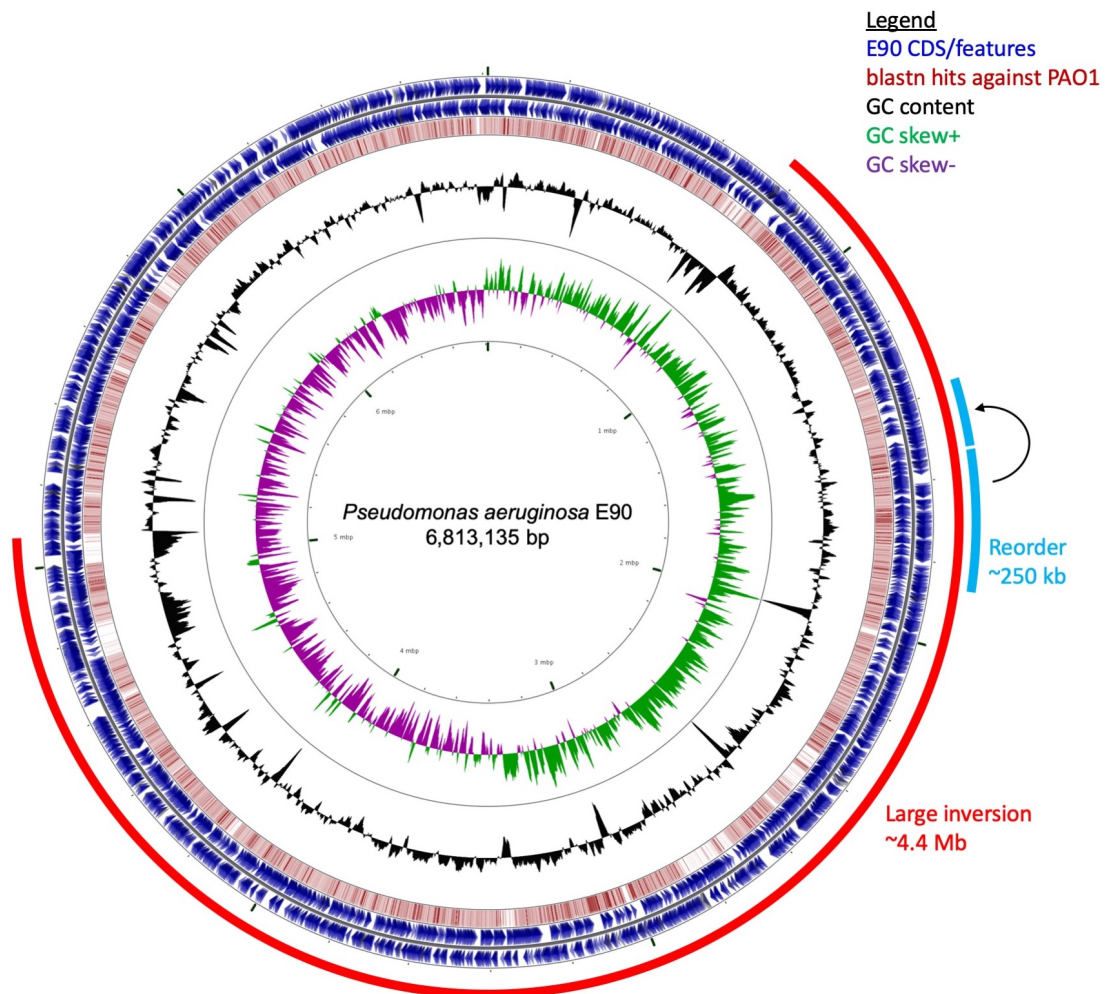 Legend
E90 CDS/features
blastn hits against PAO1
GC content
GC skew+
GC skew-
6 mbp
1 mbp
Pseudomonas aeruginosa E90
6,813,135 bp
5 mbp
2 mbp
Reorder
~250 kb
4 mbp
3 mbp
Large inversion
~4.4 Mb